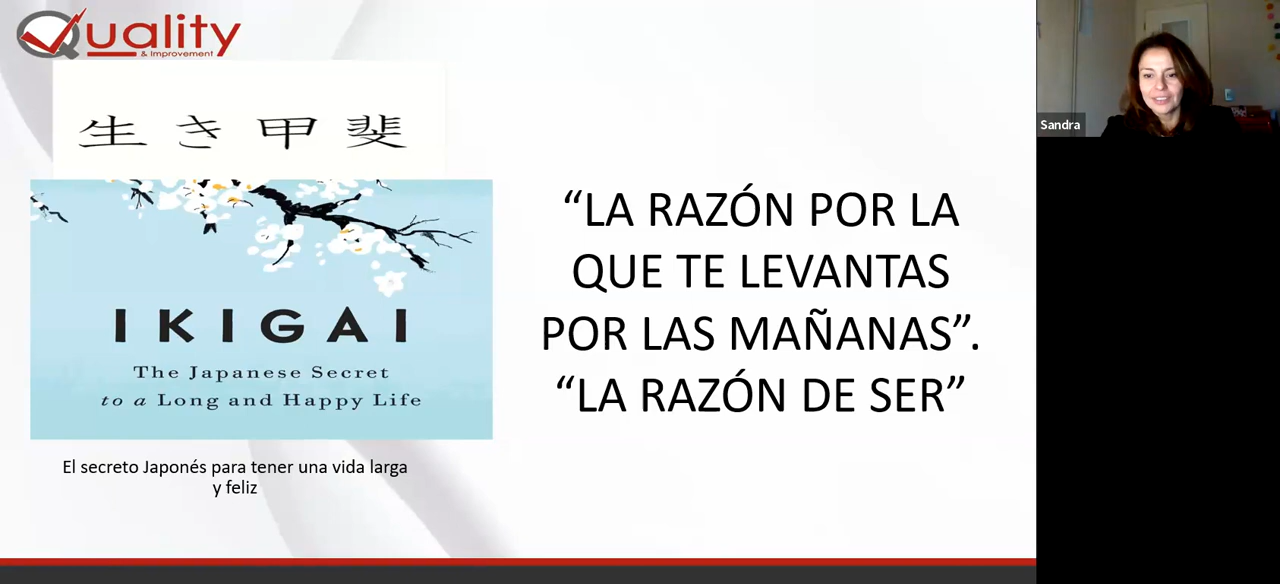 Quality
& Improvement
生き甲斐
IKIGAI
The Japanese Secret
to a Long and Happy Life
El secreto Japonés para tener una vida larga
y feliz
“LA RAZÓN POR LA
QUE TE LEVANTAS
POR LAS MAÑANAS”.
“LA RAZÓN DE SER”
Sandra